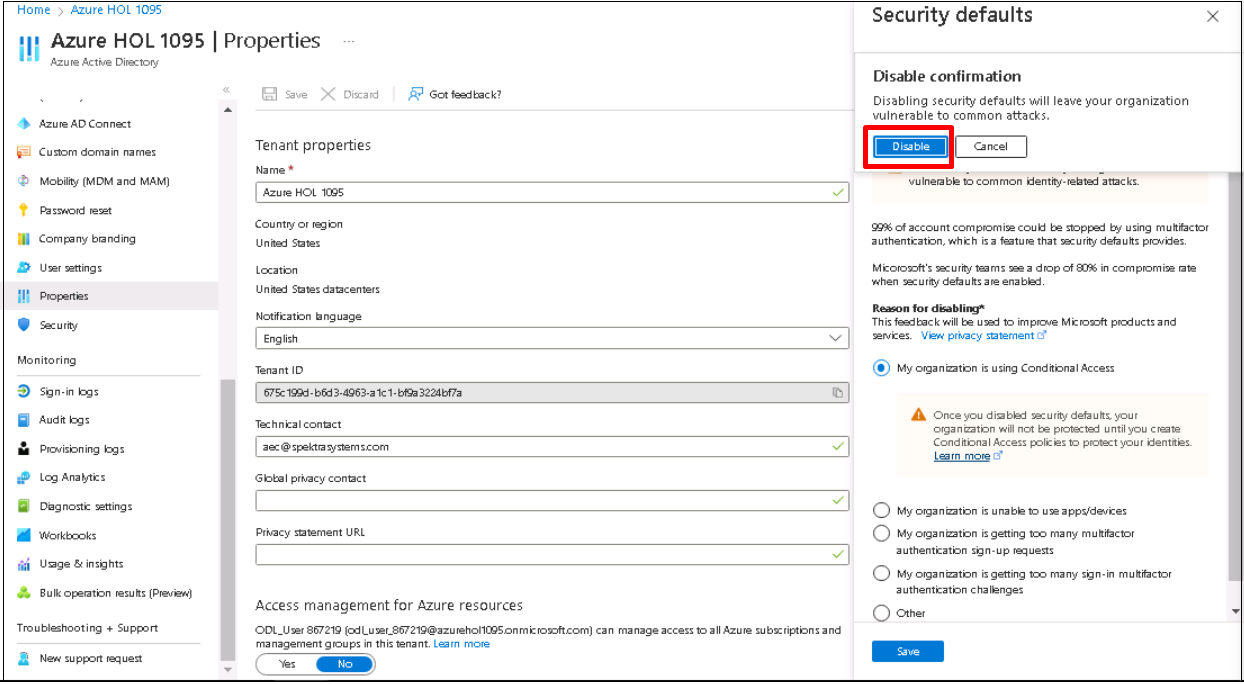 Home > Azure HOL 1095
Azure HOL 1095 | Properties ...
Azure Active Directory
«
Azure AD Connect
Custom domain names
Mobility (MDM and MAM)
Password reset
Company branding
User settings
Properties
Security
Monitoring
Sign-in logs
Audit logs
Provisioning logs
Log Analytics
Diagnostic settings
Workbooks
Usage & insights
Bulk operation results (Preview)
Troubleshooting + Support
New support request
Save Discard Got feedback?
Tenant properties
Name *
Azure HOL 1095
Country or region
United States
Location
United States datacenters
Notification language
English
Tenant ID
675c199d-b6d3-4963-a1c1-bf9a3224bf7a
Technical contact
aec@spektrasystems.com
Global privacy contact
Privacy statement URL
Access management for Azure resources
ODL_User 867219 (odl_user_867219@azurehol1095.onmicrosoft.com) can manage access to all Azure subscriptions and
management groups in this tenant. Learn more
Yes No
Security defaults
Disable confirmation
Disabling security defaults will leave your organization
vulnerable to common attacks.
Disable Cancel
vulnerable to common identity-related attacks.
99% of account compromise could be stopped by using multifactor
authentication, which is a feature that security defaults provides.
Micorosoft's security teams see a drop of 80% in compromise rate
when security defaults are enabled.
Reason for disabling*
This feedback will be used to improve Microsoft products and
services. View privacy statement
My organization is using Conditional Access
Once you disabled security defaults, your
organization will not be protected until you create
Conditional Access policies to protect your identities.
Learn more
My organization is unable to use apps/devices
My organization is getting too many multifactor
authentication sign-up requests
My organization is getting too many sign-in multifactor
authentication challenges
Other
Save